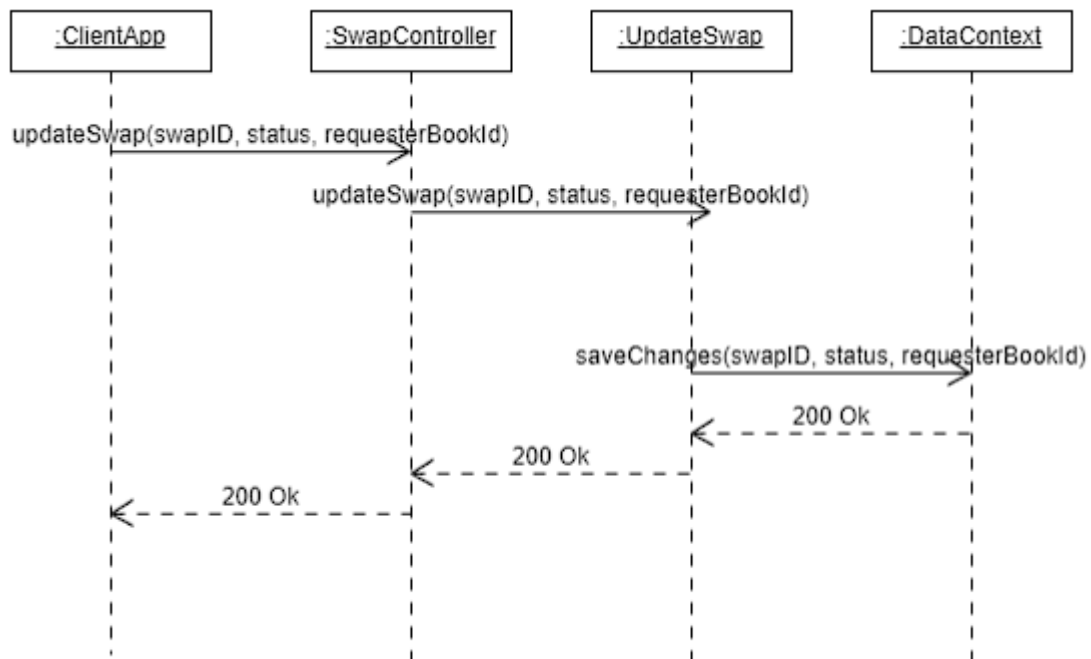 :ClientApp
:SwapController
:UpdateSwap
:DataContext
updateSwap(swapID, status, requesterBookId)
updateSwap(swapID, status, requesterBookId)
saveChanges(swapID, status, requesterBookId)
200 Ok
200 Ok
200 Ok